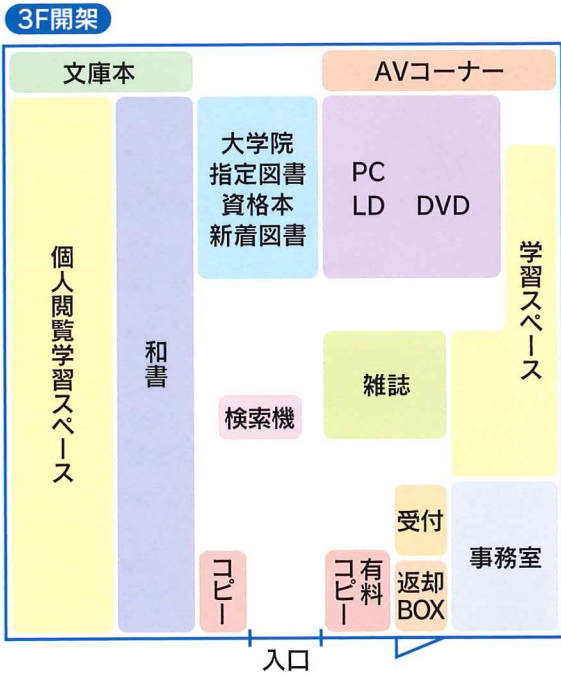 3F開架
文庫本
AVコーナー
個人閲覧学習スペース
和書
大学院
指定図書
資格本
新着図書
PC
LD DVD
学習スペース
雑誌
検索機
受付
事務室
コピー
有料
コピー
返却
BOX
入口